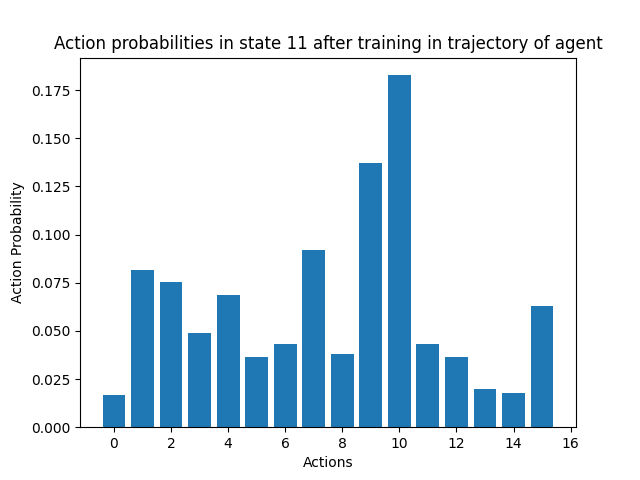 Action probabilities in state 11 after training in trajectory of agent
Action Probability
0.175
0.150
0.125
0.100
0.075
0.050
0.025
0.000
0 2 4 6 8 10 12 14 16
Actions